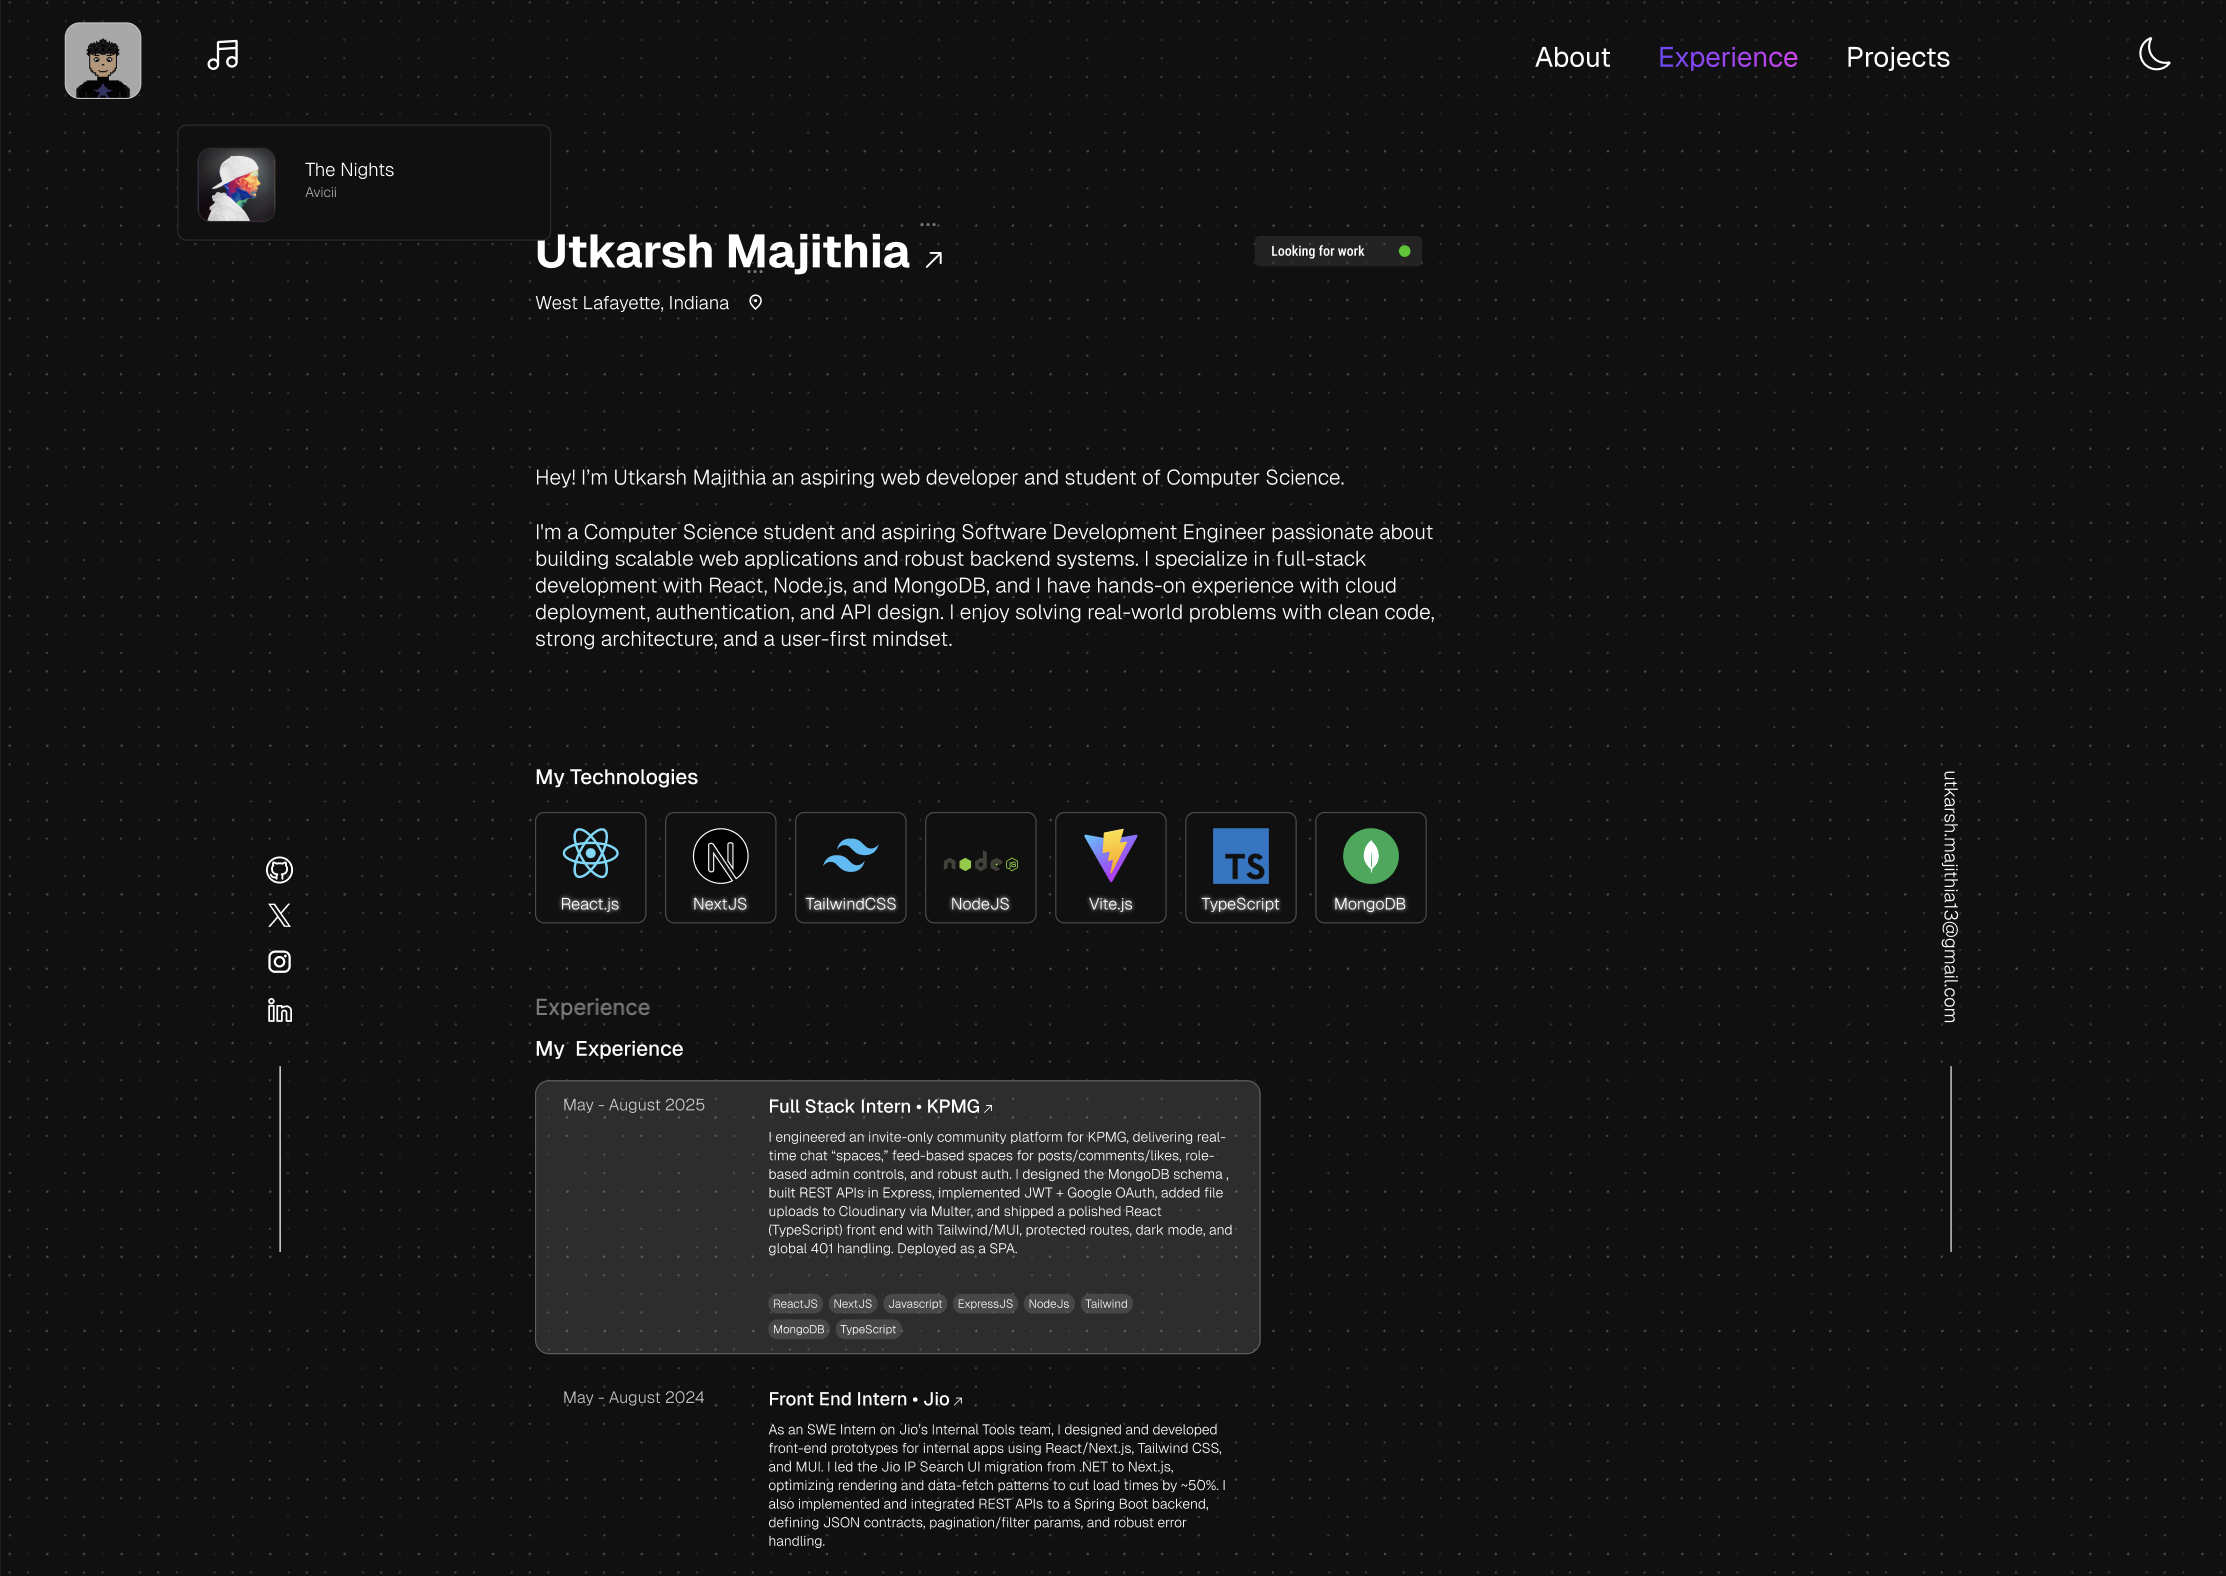 About Experience Projects
The Nights
Avicii
Utkarsh Majithia
Looking for work
West Lafayette, Indiana
Hey! I'm Utkarsh Majithia an aspiring web developer and student of Computer Science.
I'm a Computer Science student and aspiring Software Development Engineer passionate about
building scalable web applications and robust backend systems. I specialize in full-stack
development with React, Node.js, and MongoDB, and I have hands-on experience with cloud
deployment, authentication, and API design. I enjoy solving real-world problems with clean code,
strong architecture, and a user-first mindset.
My Technologies
N node JS TS
React.js NextJS TailwindCSS NodeJS Vite.js TypeScript MongoDB
utkarsh.majithia13@gmail.com
in
Experience
My Experience
May - August 2025
Full Stack Intern • KPMG
I engineered an invite-only community platform for KPMG, delivering real-
time chat “spaces,” feed-based spaces for posts/comments/likes, role-
based admin controls, and robust auth. I designed the MongoDB schema ,
built REST APIs in Express, implemented JWT + Google OAuth, added file
uploads to Cloudinary via Multer, and shipped a polished React
(TypeScript) front end with Tailwind/MUI, protected routes, dark mode, and
global 401 handling. Deployed as a SPA.
ReactJS NextJS Javascript ExpressJS NodeJs Tailwind
MongoDB TypeScript
May - August 2024
Front End Intern • Jio
As an SWE Intern on Jio’s Internal Tools team, I designed and developed
front-end prototypes for internal apps using React/Next.js, Tailwind CSS,
and MUI. I led the Jio IP Search UI migration from .NET to Next.js,
optimizing rendering and data-fetch patterns to cut load times by ~50%. I
also implemented and integrated REST APIs to a Spring Boot backend,
defining JSON contracts, pagination/filter params, and robust error
handling.